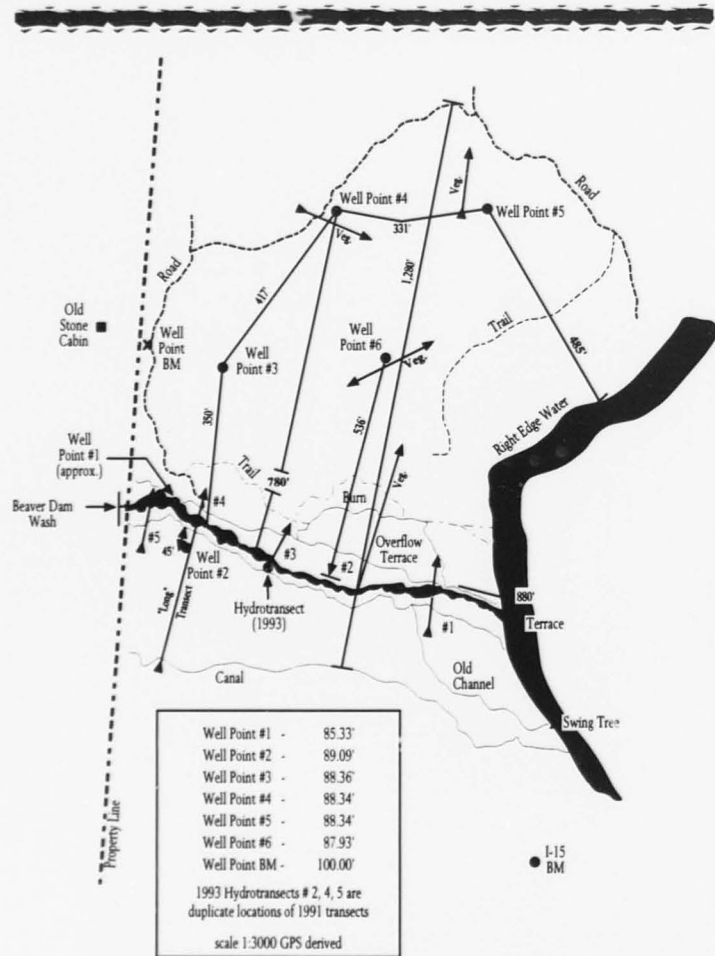 Well Point #4
Veg.
Road
Well Point #5
Veg.
331'
1,280'
Road
417'
Old
Stone
Cabin
Well
Point
BM
Well
Point #6
Trail
Well
Point #3
Veg.
485'
350'
536'
Right Edge Water
Well
Point #1
(approx.)
Trail
780'
Veg.
#4
Burn
Beaver Dam
Wash
#5
45'
Well
Point #2
#3
#2
Overflow
Terrace
880'
"Long"
Transect
Hydrotransect
(1993)
#1
Terrace
Canal
Old
Channel
Swing Tree
Property Line
Well Point #1 - 85.33'
Well Point #2 - 89.09'
Well Point #3 - 88.36'
Well Point #4 - 88.34'
Well Point #5 - 88.34'
Well Point #6 - 87.93'
Well Point BM - 100.00'
1993 Hydrotransects # 2, 4, 5 are
duplicate locations of 1991 transects
scale 1:3000 GPS derived
I-15
BM